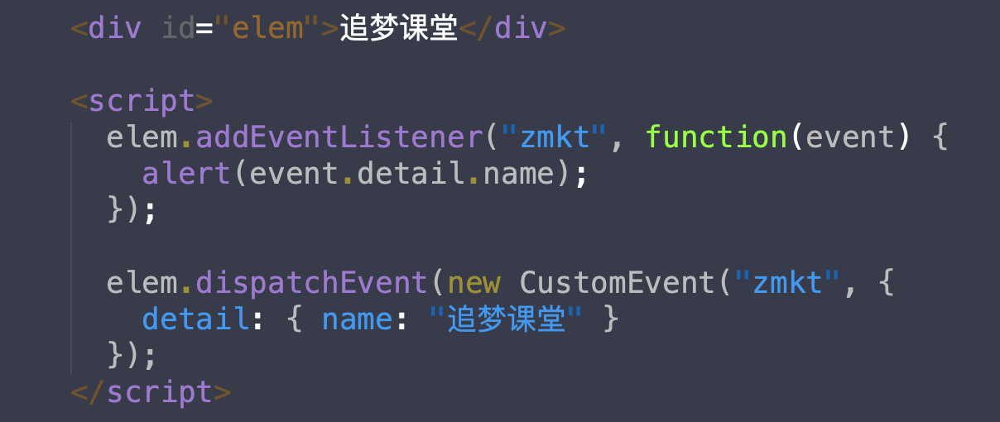 <div id="elem">追梦课堂</div>
<script>
elem.addEventListener("zmkt", function(event) {
alert(event.detail.name);
});
elem.dispatchEvent(new CustomEvent("zmkt", {
detail: { name: "追梦课堂" }
});
</script>